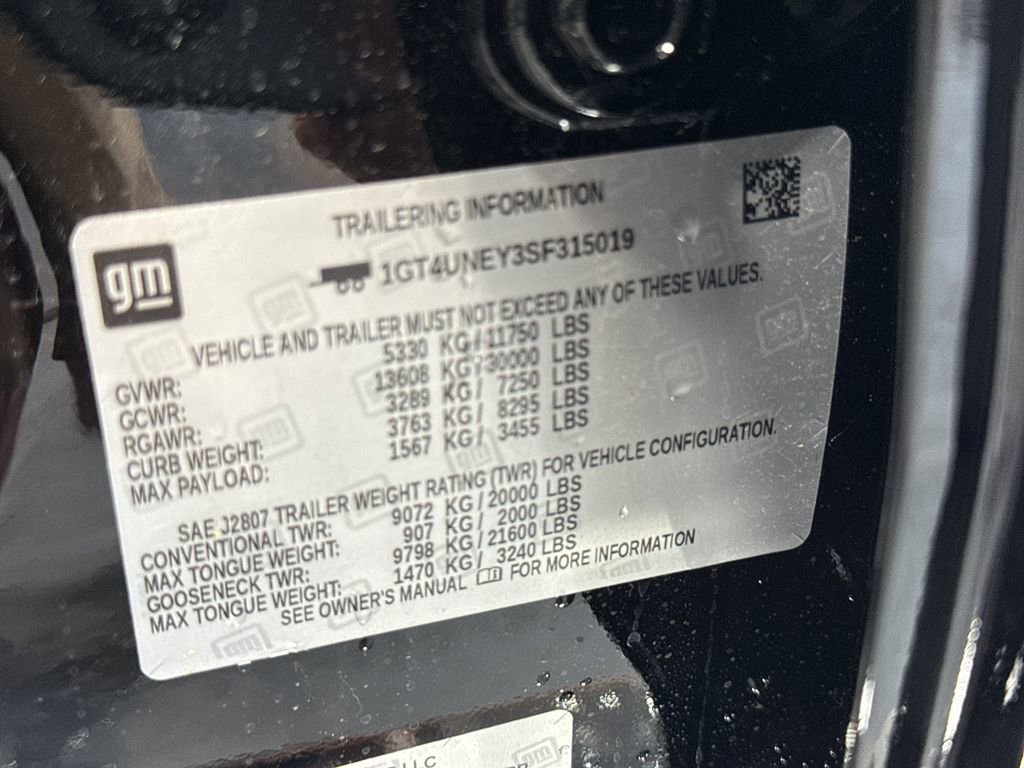 gm
TRAILERING INFORMATION
1GT4UNEY3SF315019
VEHICLE AND TRAILER MUST NOT EXCEED ANY OF THESE VALUES.
GVWR: 5330 KG/11750 LBS
GCWR: 13608 KG/30000 LBS
RGAWR: 3289 KG/ 7250 LBS
CURB WEIGHT: 3763 KG/ 8295 LBS
MAX PAYLOAD: 1567 KG/ 3455 LBS
SAE J2807 TRAILER WEIGHT RATING (TWR) FOR VEHICLE CONFIGURATION.
CONVENTIONAL TWR: 9072 KG/20000 LBS
MAX TONGUE WEIGHT: 907 KG/ 2000 LBS
GOOSENECK TWR: 9798 KG/21600 LBS
MAX TONGUE WEIGHT: 1470 KG/ 3240 LBS
SEE OWNER'S MANUAL FOR MORE INFORMATION
LLC
gm